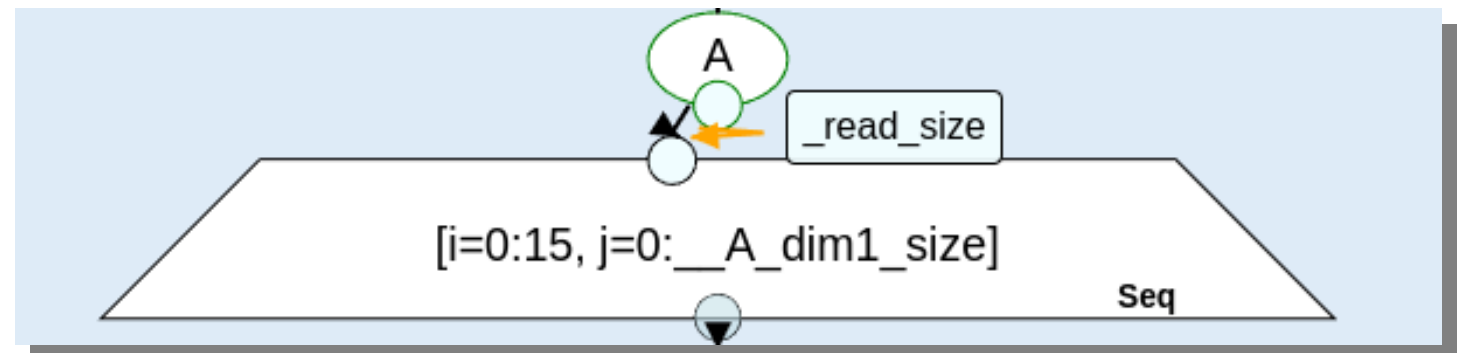 A
_read_size
[i=0:15, j=0:__A_dim1_size]
Seq